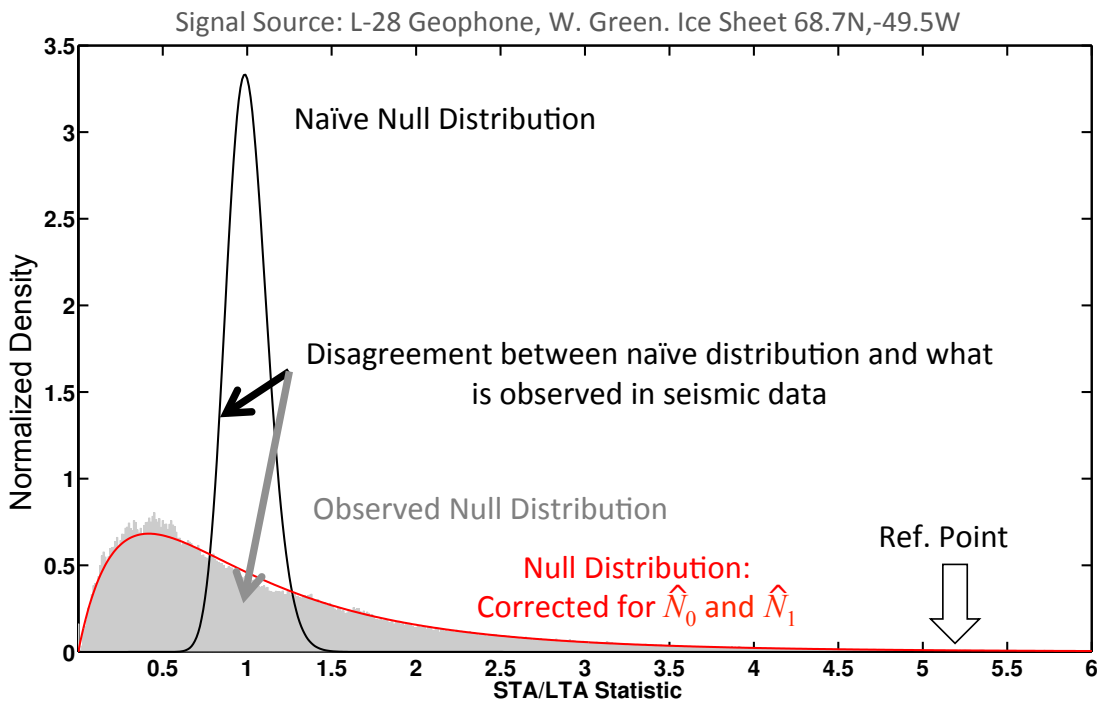 Signal Source: L-28 Geophone, W. Green. Ice Sheet 68.7N,-49.5W
3.5
3
2.5
2
1.5
1
0.5
0
Normalized Density
Naïve Null Distribution
Disagreement between naïve distribution and what
is observed in seismic data
Observed Null Distribution
Ref. Point
Null Distribution:
Corrected for N̂₀ and N̂₁
0.5 1 1.5 2 2.5 3 3.5 4 4.5 5 5.5 6
STA/LTA Statistic